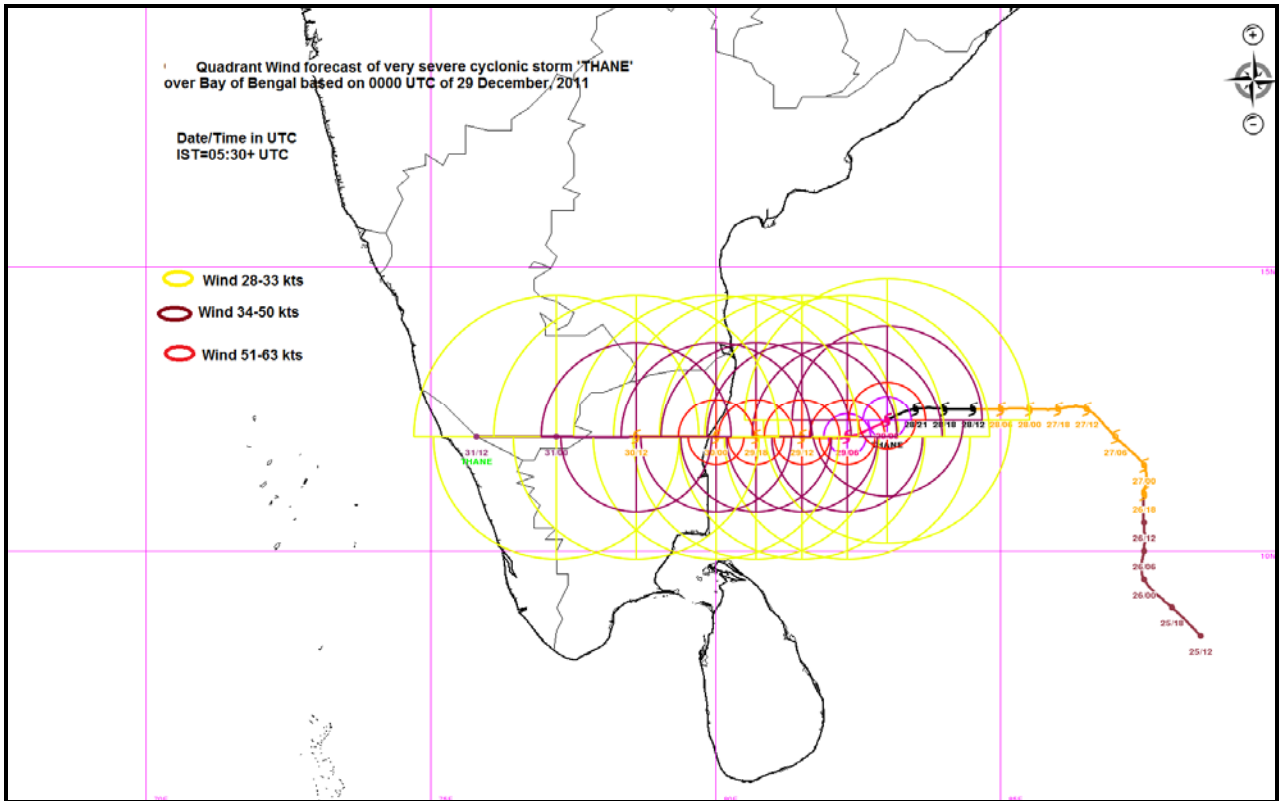 Quadrant Wind forecast of very severe cyclonic storm 'THANE'
over Bay of Bengal based on 0000 UTC of 29 December, 2011
Date/Time in UTC
IST=05:30+ UTC
15N
Wind 28-33 kts
Wind 34-50 kts
Wind 51-63 kts
28/21 28/18 28/12 28/06 28/00 27/18 27/12
THANE
31/12 31/00 30/12 30/00 29/18 29/12 29/06 27/06
THANE
27/00
26/18
26/12
10N
26/06
26/00
25/18
25/12
70E 75E 80E 85E